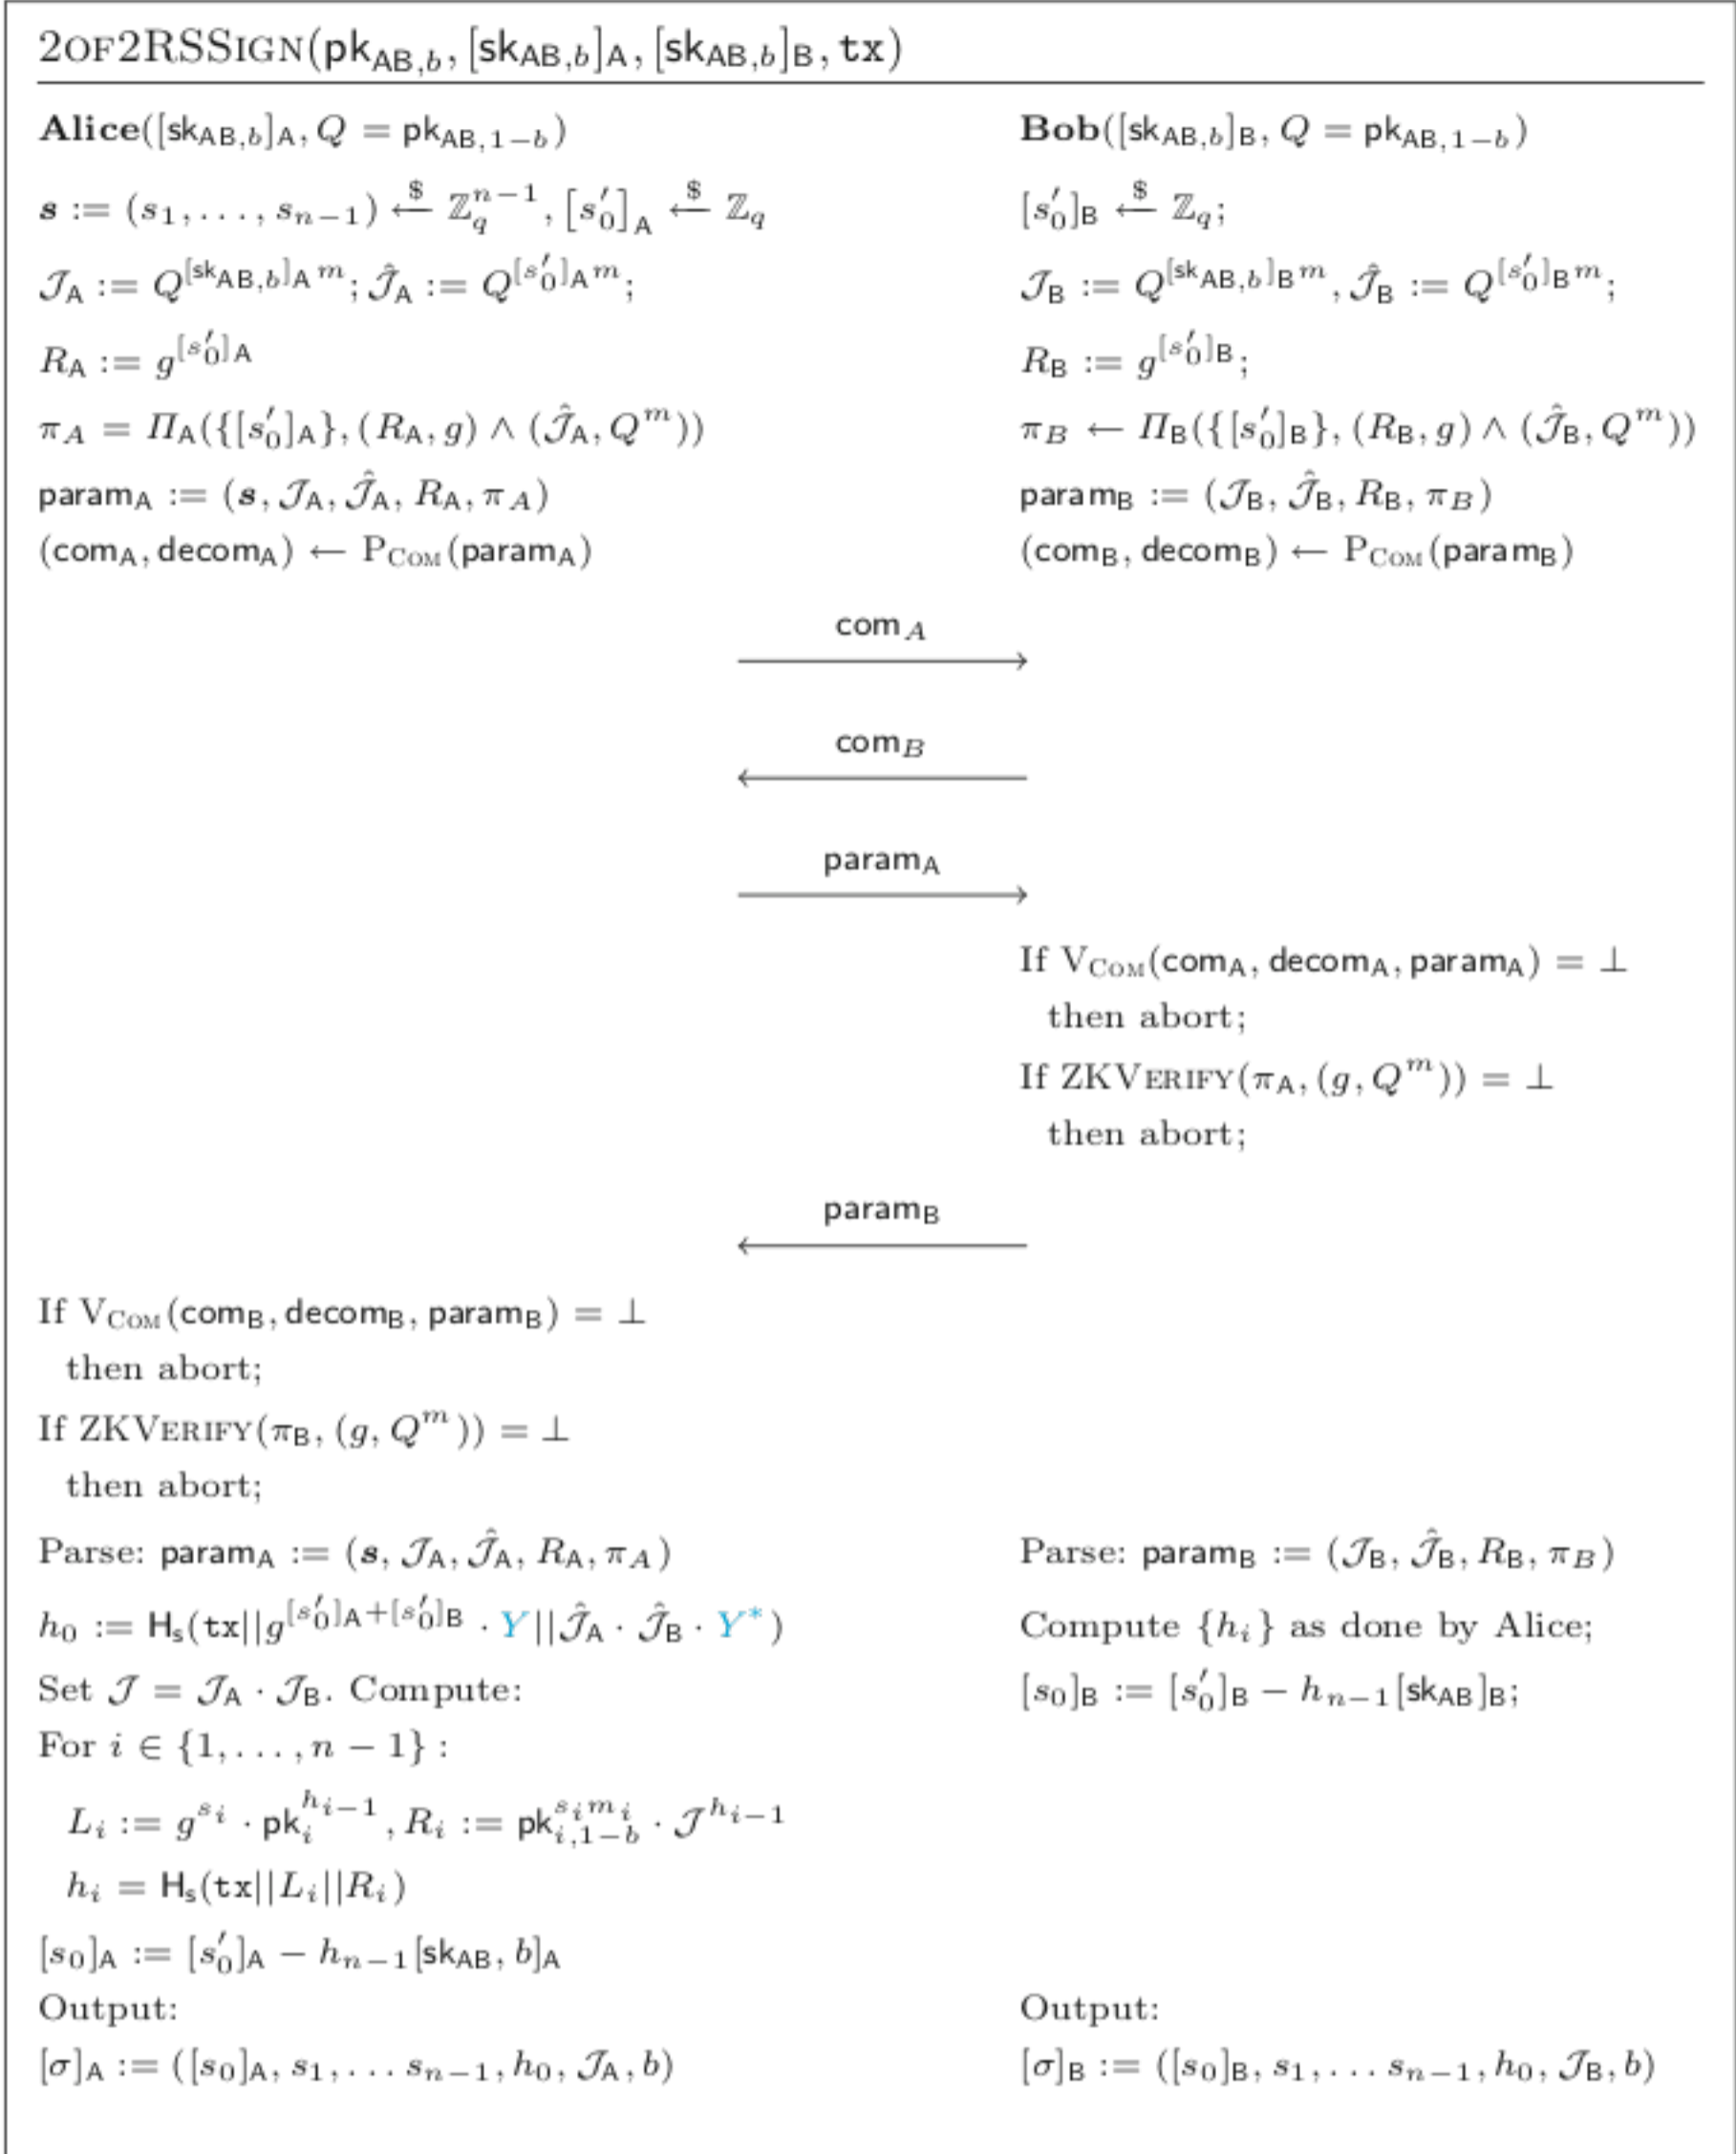 2OF2RSSIGN(pk_{AB,b}, [sk_{AB,b}]_A, [sk_{AB,b}]_B, tx)
Alice([sk_{AB,b}]_A, Q = pk_{AB,1−b})
Bob([sk_{AB,b}]_B, Q = pk_{AB,1−b})
s := (s_1, . . . , s_{n−1}) ←$ ℤ_q^{n−1}, [s′_0]_A ←$ ℤ_q
[s′_0]_B ←$ ℤ_q;
𝒥_A := Q^{[sk_{AB,b}]_A m}; 𝒥̂_A := Q^{[s′_0]_A m};
𝒥_B := Q^{[sk_{AB,b}]_B m}, 𝒥̂_B := Q^{[s′_0]_B m};
R_A := g^{[s′_0]_A}
R_B := g^{[s′_0]_B};
π_A = Π_A({[s′_0]_A}, (R_A, g) ∧ (𝒥̂_A, Q^m))
π_B ← Π_B({[s′_0]_B}, (R_B, g) ∧ (𝒥̂_B, Q^m))
param_A := (s, 𝒥_A, 𝒥̂_A, R_A, π_A)
param_B := (𝒥_B, 𝒥̂_B, R_B, π_B)
(com_A, decom_A) ← P_COM(param_A)
(com_B, decom_B) ← P_COM(param_B)
com_A
com_B
param_A
If V_COM(com_A, decom_A, param_A) = ⊥
then abort;
If ZKVERIFY(π_A, (g, Q^m)) = ⊥
then abort;
param_B
If V_COM(com_B, decom_B, param_B) = ⊥
then abort;
If ZKVERIFY(π_B, (g, Q^m)) = ⊥
then abort;
Parse: param_A := (s, 𝒥_A, 𝒥̂_A, R_A, π_A)
Parse: param_B := (𝒥_B, 𝒥̂_B, R_B, π_B)
h_0 := H_s(tx||g^{[s′_0]_A+[s′_0]_B} · Y||𝒥̂_A · 𝒥̂_B · Y*)
Compute {h_i} as done by Alice;
Set 𝒥 = 𝒥_A · 𝒥_B. Compute:
[s_0]_B := [s′_0]_B − h_{n−1}[sk_{AB}]_B;
For i ∈ {1, . . . , n − 1} :
L_i := g^{s_i} · pk_i^{h_{i−1}}, R_i := pk_{i,1−b}^{s_i m_i} · 𝒥^{h_{i−1}}
h_i = H_s(tx||L_i||R_i)
[s_0]_A := [s′_0]_A − h_{n−1}[sk_{AB}, b]_A
Output:
Output:
[σ]_A := ([s_0]_A, s_1, . . . s_{n−1}, h_0, 𝒥_A, b)
[σ]_B := ([s_0]_B, s_1, . . . s_{n−1}, h_0, 𝒥_B, b)